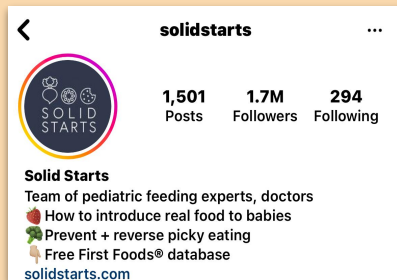 solidstarts
SOLID
STARTS
1,501 1.7M 294
Posts Followers Following
Solid Starts
Team of pediatric feeding experts, doctors
🍓How to introduce real food to babies
🥦Prevent + reverse picky eating
👇🏼Free First Foods® database
solidstarts.com